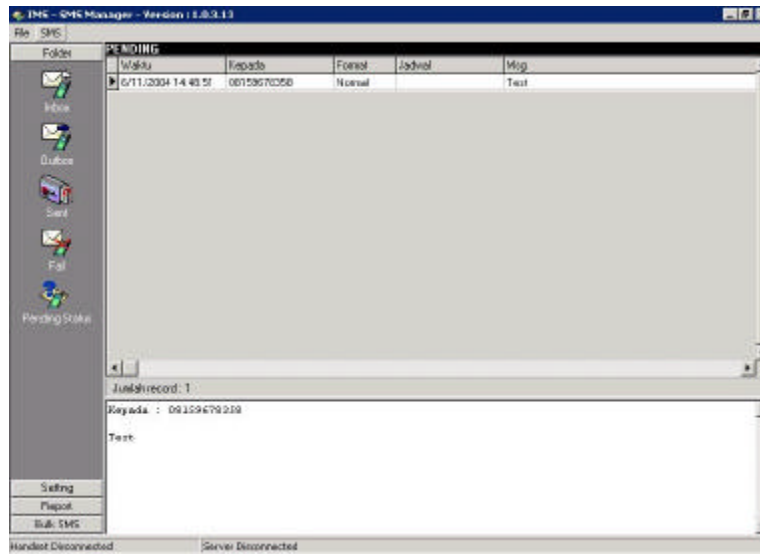 IMS - SMS Manager - Version : 1.0.3.13
File SMS
Folder
Inbox
Outbox
Sent
Fail
Pending Status
Setting
Report
Bulk SMS
PENDING
Waktu Kepada Format Jadwal Msg
6/11/2004 14:48:51 08159678358 Normal Test
Jumlah record : 1
Kepada : 08159678358
Test
Handset Disconnected Server Disconnected